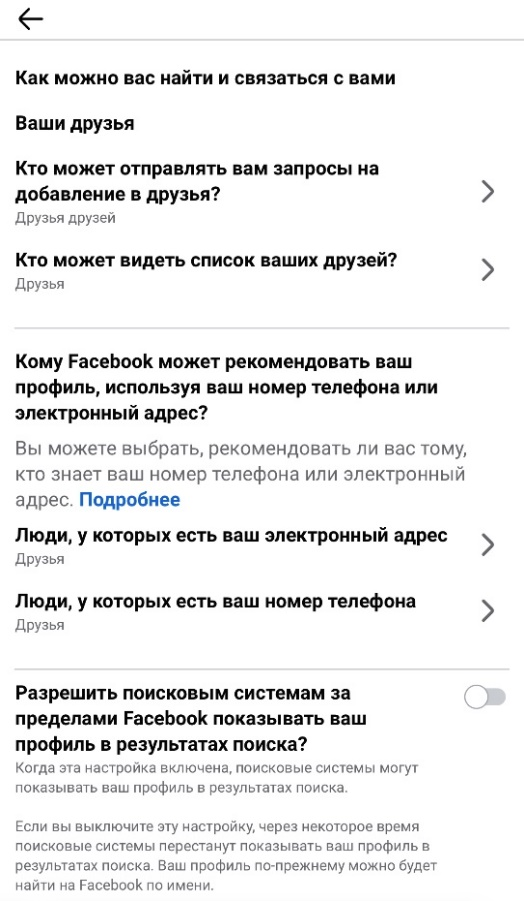 Как можно вас найти и связаться с вами
Ваши друзья
Кто может отправлять вам запросы на
добавление в друзья?
Друзья друзей
Кто может видеть список ваших друзей?
Друзья
Кому Facebook может рекомендовать ваш
профиль, используя ваш номер телефона или
электронный адрес?
Вы можете выбрать, рекомендовать ли вас тому,
кто знает ваш номер телефона или электронный
адрес. Подробнее
Люди, у которых есть ваш электронный адрес
Друзья
Люди, у которых есть ваш номер телефона
Друзья
Разрешить поисковым системам за
пределами Facebook показывать ваш
профиль в результатах поиска?
Когда эта настройка включена, поисковые системы могут
показывать ваш профиль в результатах поиска.
Если вы выключите эту настройку, через некоторое время
поисковые системы перестанут показывать ваш профиль в
результатах поиска. Ваш профиль по-прежнему можно будет
найти на Facebook по имени.